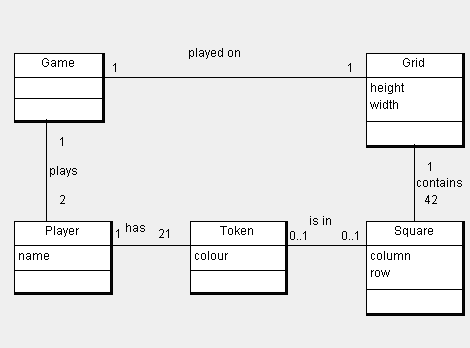 played on
Game
1
1
Grid
height
width
1
plays
2
1
contains
42
Player
name
1
has
21
Token
colour
is in
0..1
0..1
Square
column
row